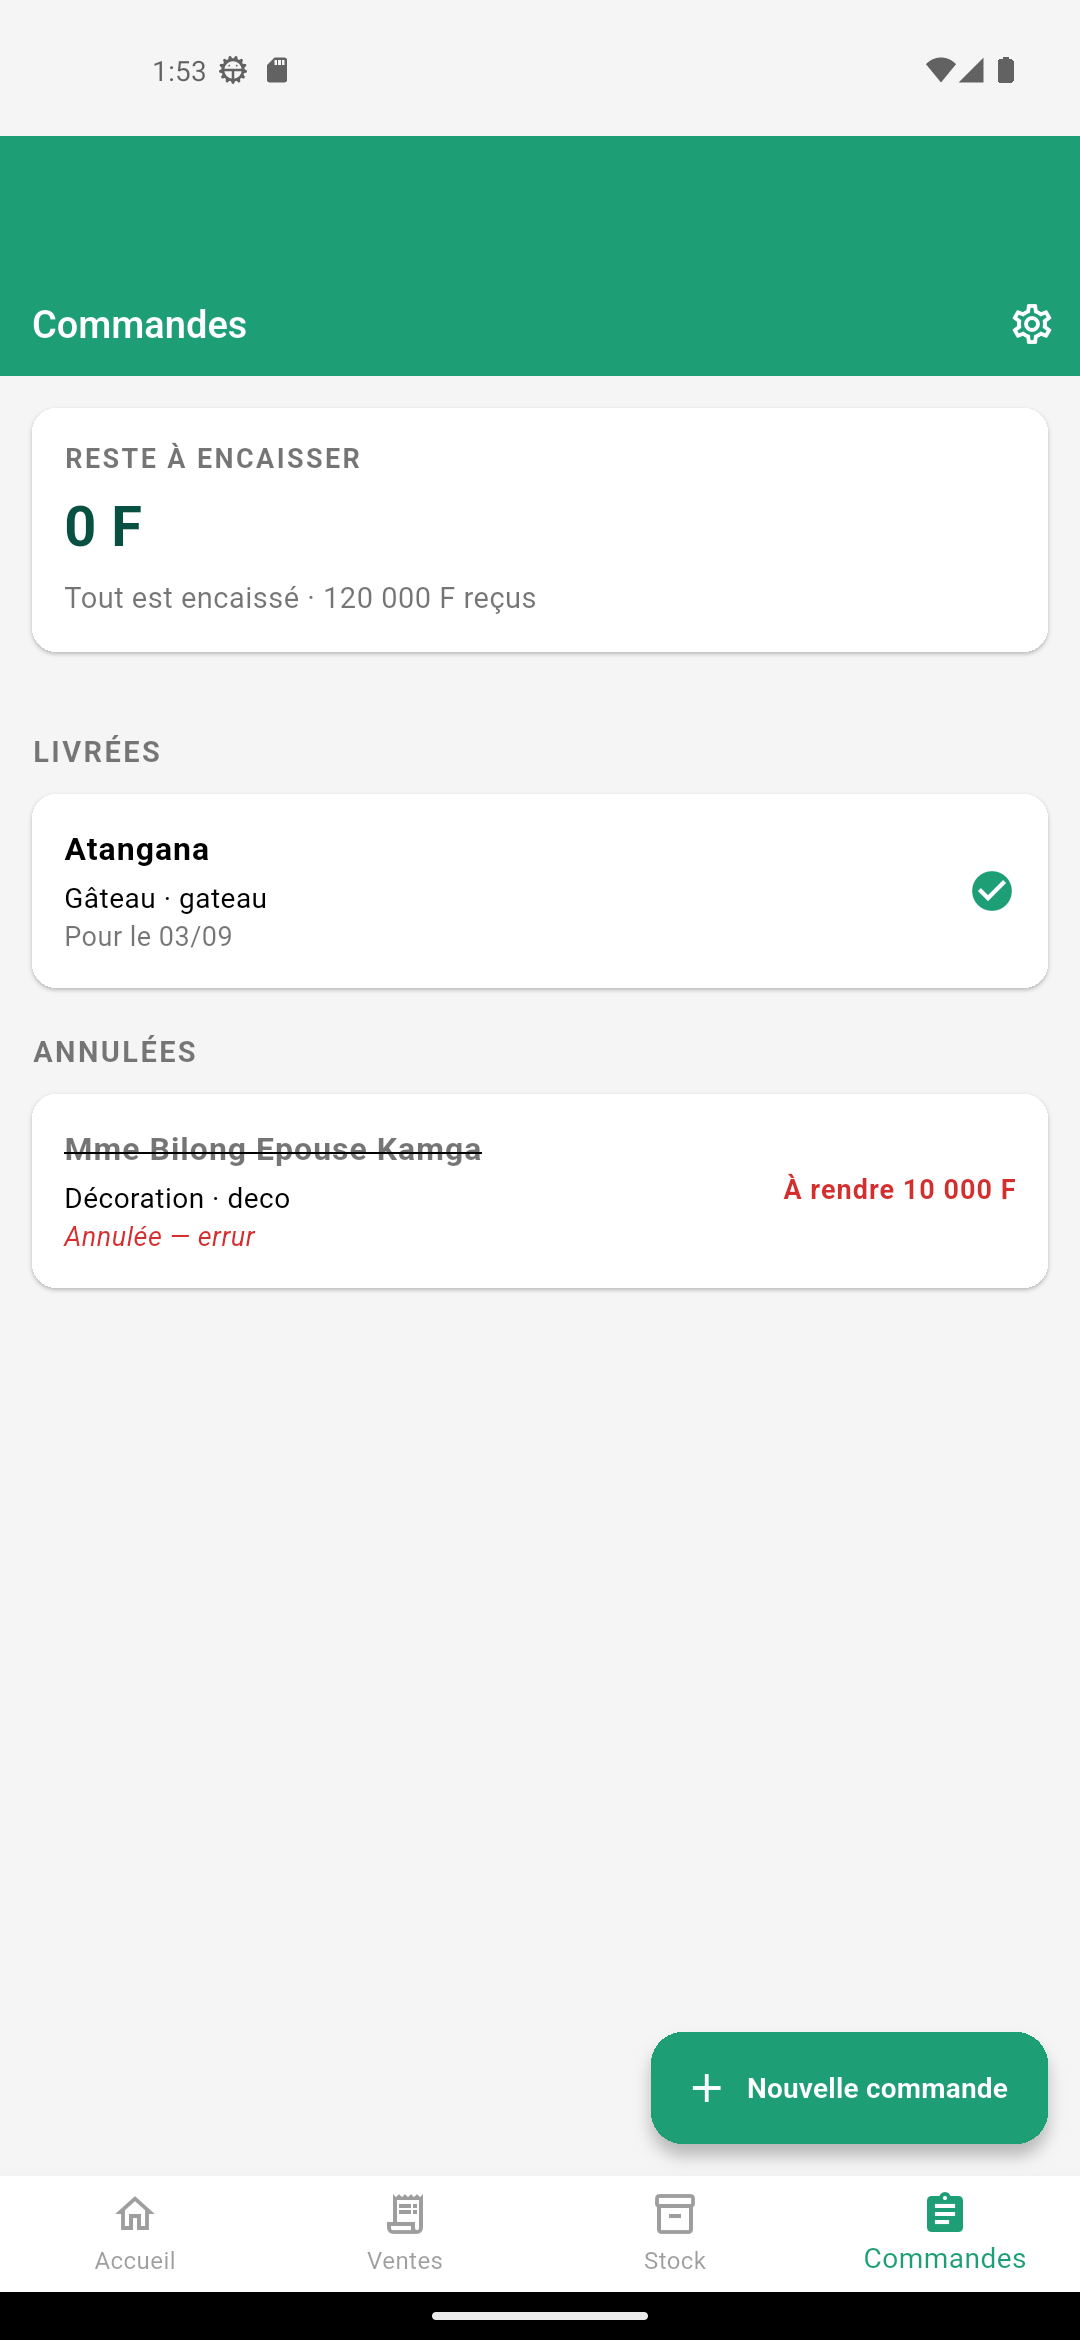 1:53
Commandes
RESTE À ENCAISSER
0 F
Tout est encaissé · 120 000 F reçus
LIVRÉES
Atangana
Gâteau · gateau
Pour le 03/09
ANNULÉES
Mme Bilong Epouse Kamga
Décoration · deco
À rendre 10 000 F
Annulée — errur
Nouvelle commande
Accueil
Ventes
Stock
Commandes